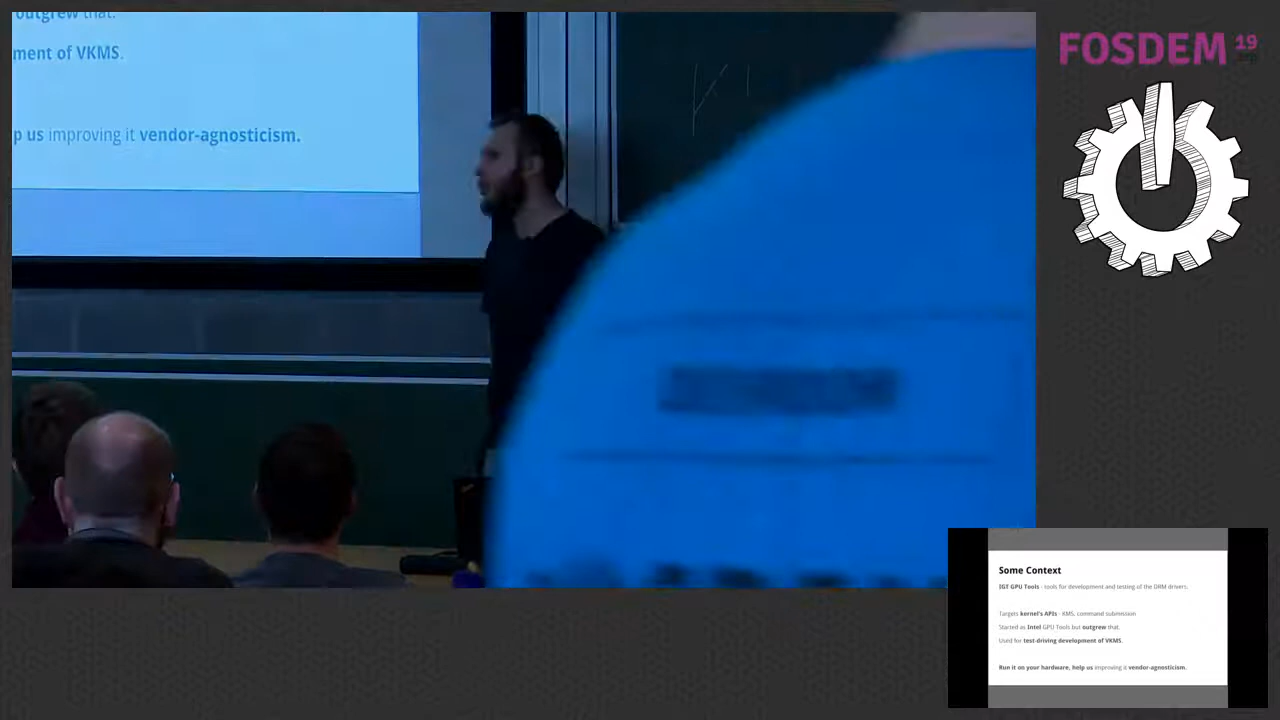 outgrew that.
ment of VKMS.
p us improving it vendor-agnosticism.
FOSDEM 19
.org
Some Context
IGT GPU Tools - tools for development and testing of the DRM drivers.
Targets kernel's APIs - KMS, command submission
Started as Intel GPU Tools but outgrew that.
Used for test-driving development of VKMS.
Run it on your hardware, help us improving it vendor-agnosticism.